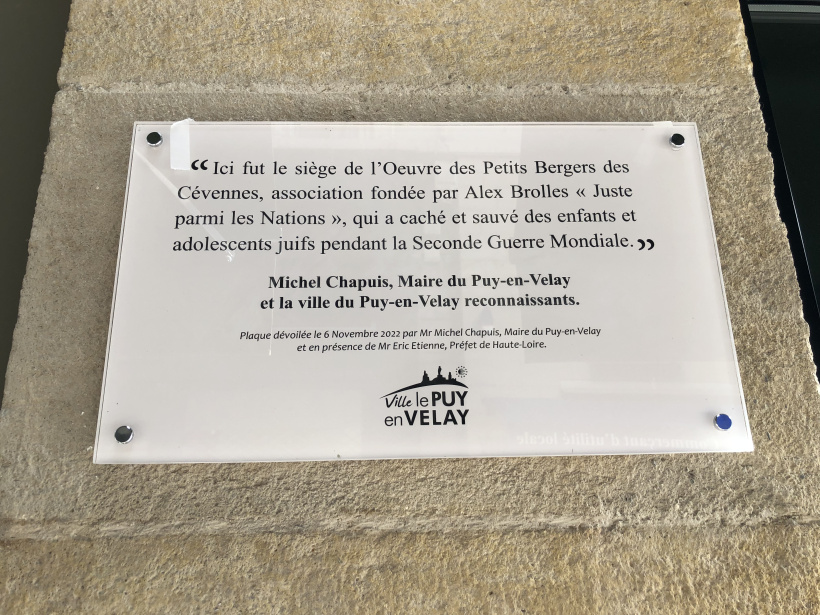 “ Ici fut le siège de l’Oeuvre des Petits Bergers des
Cévennes, association fondée par Alex Brolles « Juste
parmi les Nations », qui a caché et sauvé des enfants et
adolescents juifs pendant la Seconde Guerre Mondiale. ”
Michel Chapuis, Maire du Puy-en-Velay
et la ville du Puy-en-Velay reconnaissants.
Plaque dévoilée le 6 Novembre 2022 par Mr Michel Chapuis, Maire du Puy-en-Velay
et en présence de Mr Eric Etienne, Préfet de Haute-Loire.
Ville le PUY
en VELAY